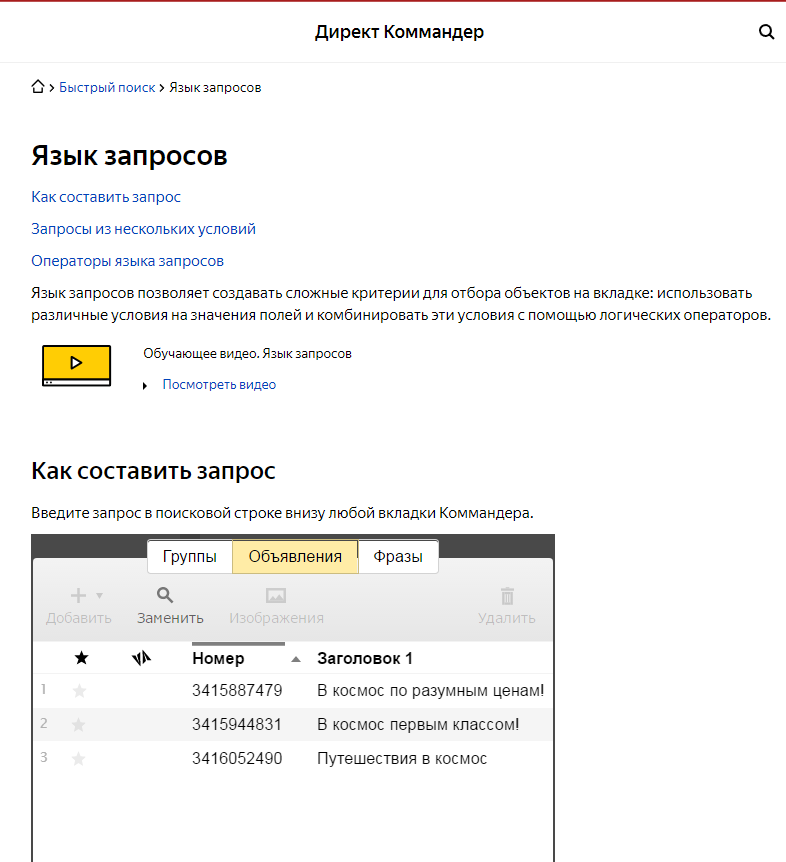 Директ Коммандер
Быстрый поиск › Язык запросов
Язык запросов
Как составить запрос
Запросы из нескольких условий
Операторы языка запросов
Язык запросов позволяет создавать сложные критерии для отбора объектов на вкладке: использовать
различные условия на значения полей и комбинировать эти условия с помощью логических операторов.
Обучающее видео. Язык запросов
Посмотреть видео
Как составить запрос
Введите запрос в поисковой строке внизу любой вкладки Коммандера.
Группы Объявления Фразы
Добавить Заменить Изображения Удалить
Номер Заголовок 1
1 3415887479 В космос по разумным ценам!
2 3415944831 В космос первым классом!
3 3416052490 Путешествия в космос